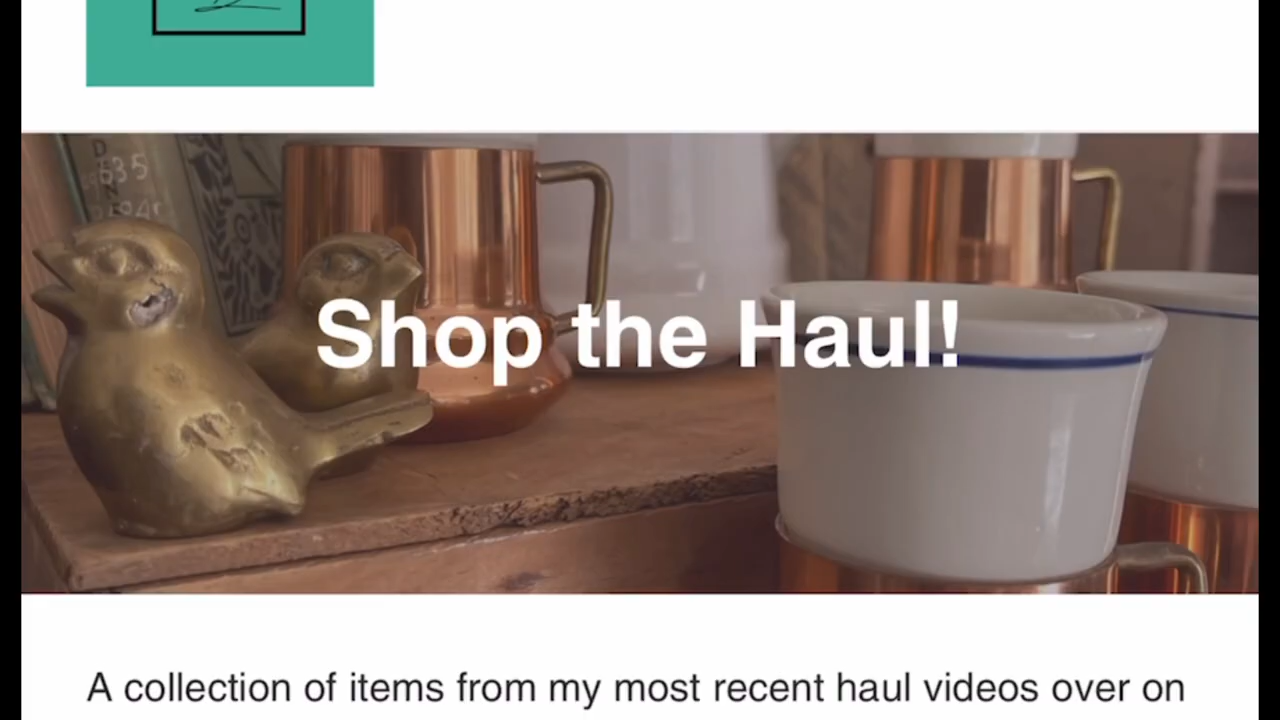 Shop the Haul!
A collection of items from my most recent haul videos over on